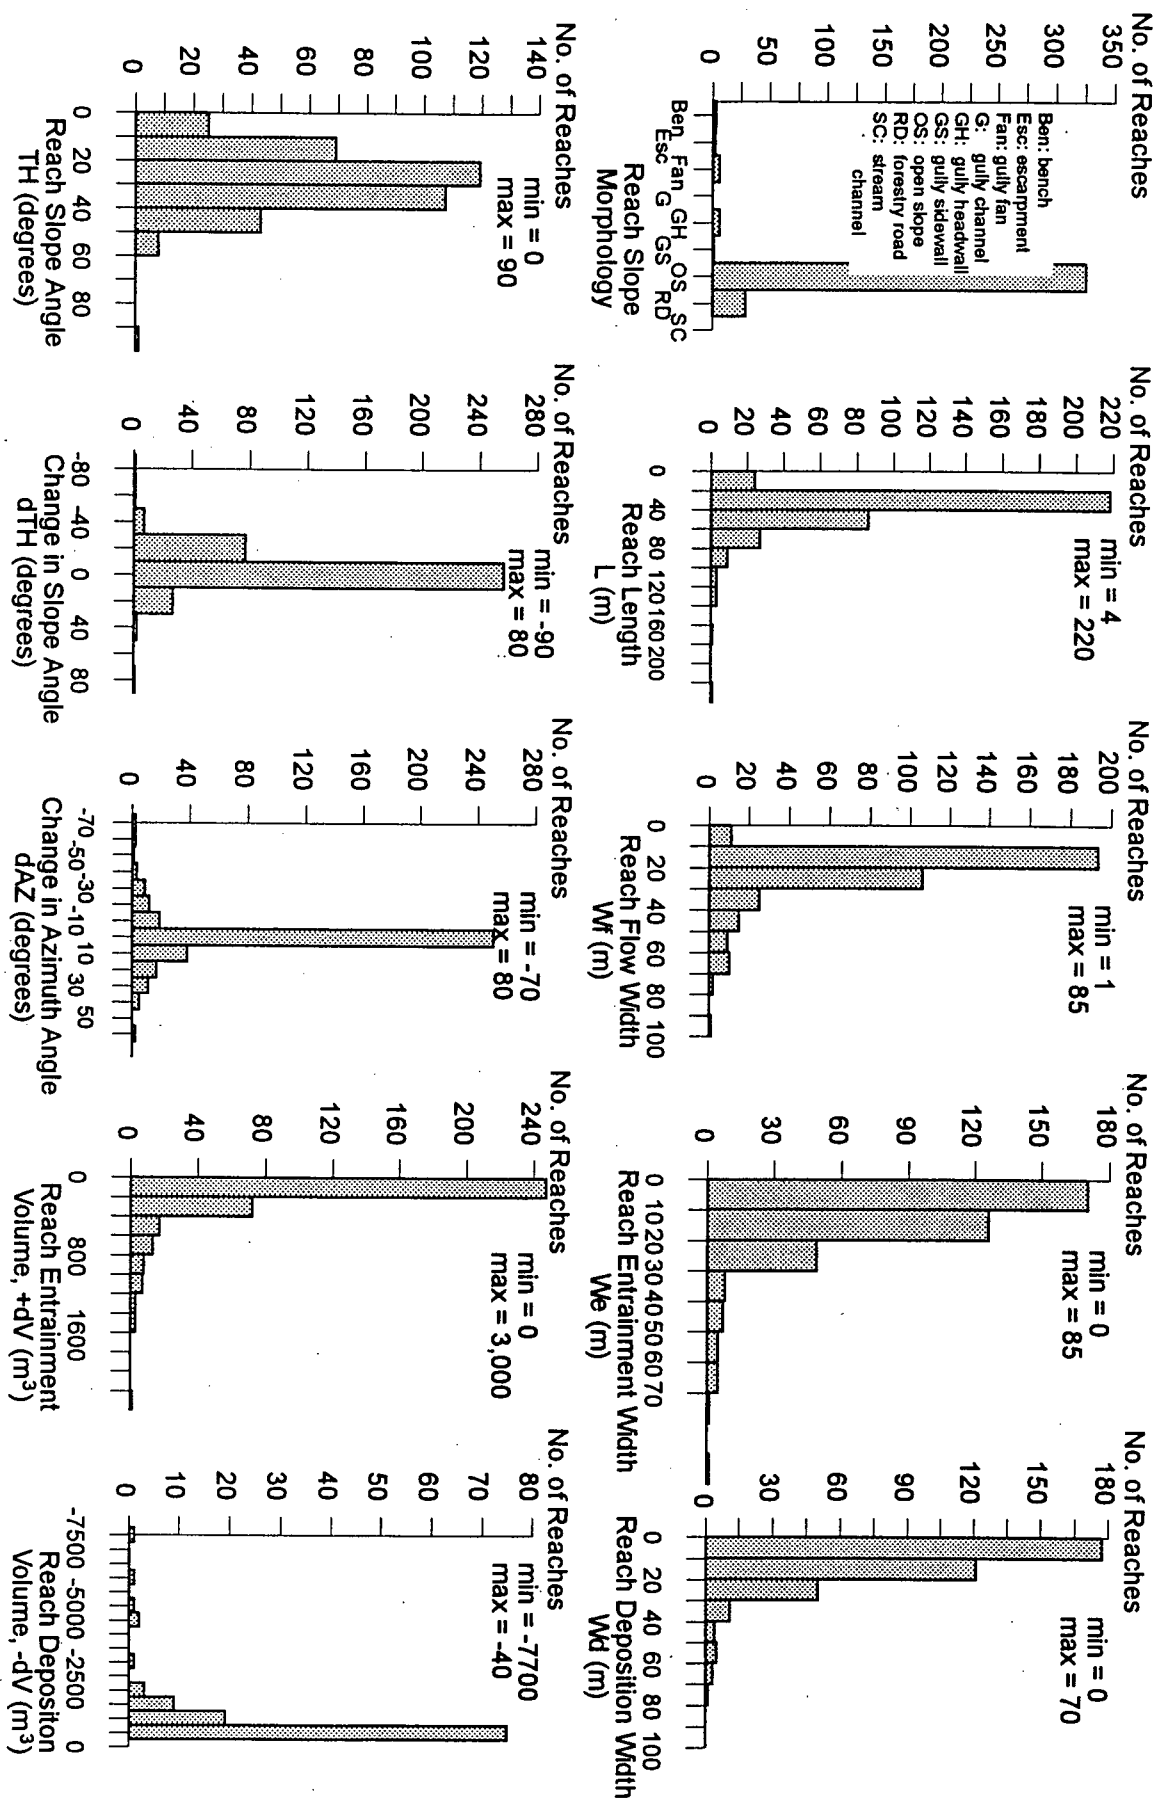 No. of Reaches
350
300
250
200
150
100
50
0
Ben: bench
Esc: escarpment
Fan: gully fan
G: gully channel
GH: gully headwall
GS: gully sidewall
OS: open slope
RD: forestry road
SC: stream
channel
Ben Fan GH OS SC
Esc G GS RD
Reach Slope
Morphology
No. of Reaches
220
200
180
160
140
120
100
80
60
40
20
0
min = 4
max = 220
0 40 80 120 160 200
Reach Length
L (m)
No. of Reaches
200
180
160
140
120
100
80
60
40
20
0
min = 1
max = 85
0 20 40 60 80 100
Reach Flow Width
Wf (m)
No. of Reaches
180
150
120
90
60
30
0
min = 0
max = 85
0 10 20 30 40 50 60 70
Reach Entrainment Width
We (m)
No. of Reaches
180
150
120
90
60
30
0
min = 0
max = 70
0 20 40 60 80 100
Reach Deposition Width
Wd (m)
No. of Reaches
140
120
100
80
60
40
20
0
min = 0
max = 90
0 20 40 60 80
Reach Slope Angle
TH (degrees)
No. of Reaches
280
240
200
160
120
80
40
0
min = -90
max = 80
-80 -40 0 40 80
Change in Slope Angle
dTH (degrees)
No. of Reaches
280
240
200
160
120
80
40
0
min = -70
max = 80
-70 -50 -30 -10 10 30 50
Change in Azimuth Angle
dAZ (degrees)
No. of Reaches
240
200
160
120
80
40
0
min = 0
max = 3,000
0 800 1600
Reach Entrainment
Volume, +dV (m³)
No. of Reaches
80
70
60
50
40
30
20
10
0
min = -7700
max = -40
-7500 -5000 -2500 0
Reach Depositon
Volume, -dV (m³)